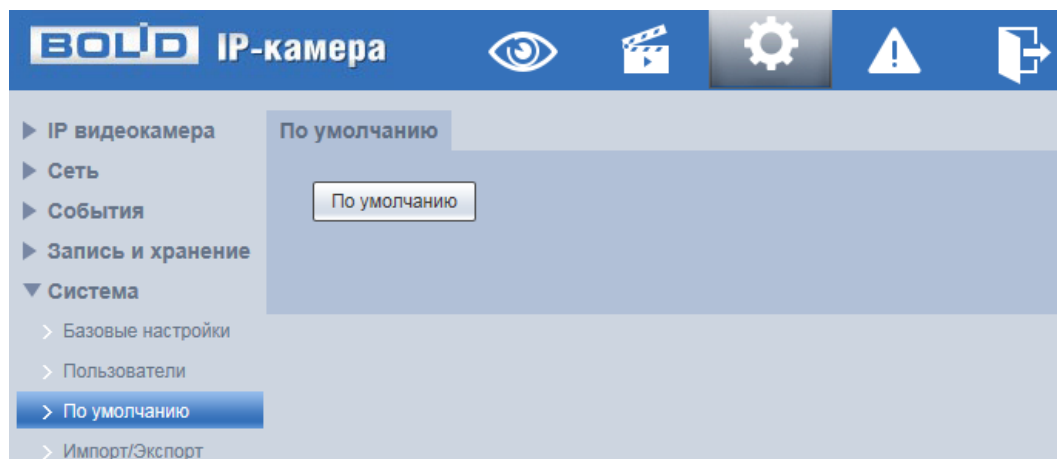 BOLID IP-камера
IP видеокамера
Сеть
События
Запись и хранение
Система
Базовые настройки
Пользователи
По умолчанию
Импорт/Экспорт
По умолчанию
По умолчанию